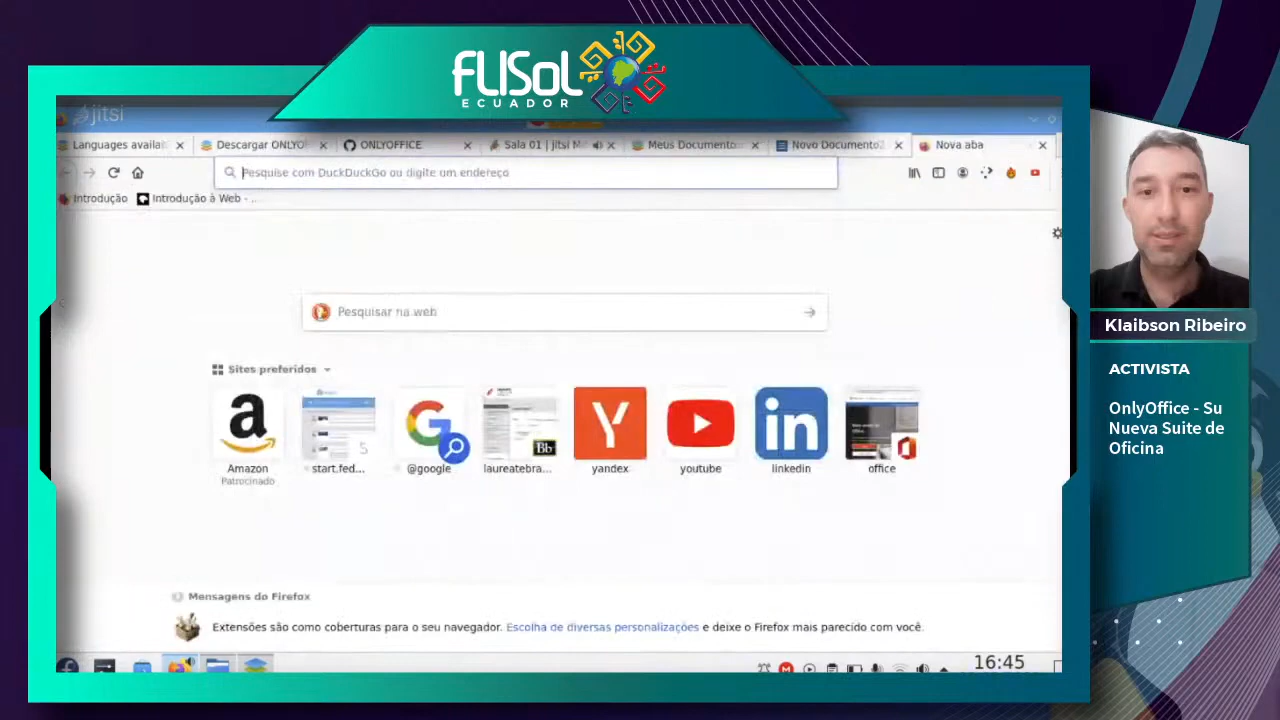 FLISoL
ECUADOR
jitsi
Languages availab
Descargar ONLYO
ONLYOFFICE
Sala 01 | Jitsi M
Meus Documento
Novo Documento2
Nova aba
Pesquise com DuckDuckGo ou digite um endereço
Introdução
Introdução à Web - ...
Pesquisar na web
Sites preferidos
Amazon
Patrocinado
start.fed...
@google
Bb
laureatebra...
yandex
youtube
in
linkedin
office
Mensagens do Firefox
Extensões são como coberturas para o seu navegador. Escolha de diversas personalizações e deixe o Firefox mais parecido com você.
16:45
Klaibson Ribeiro
ACTIVISTA
OnlyOffice - Su
Nueva Suite de
Oficina